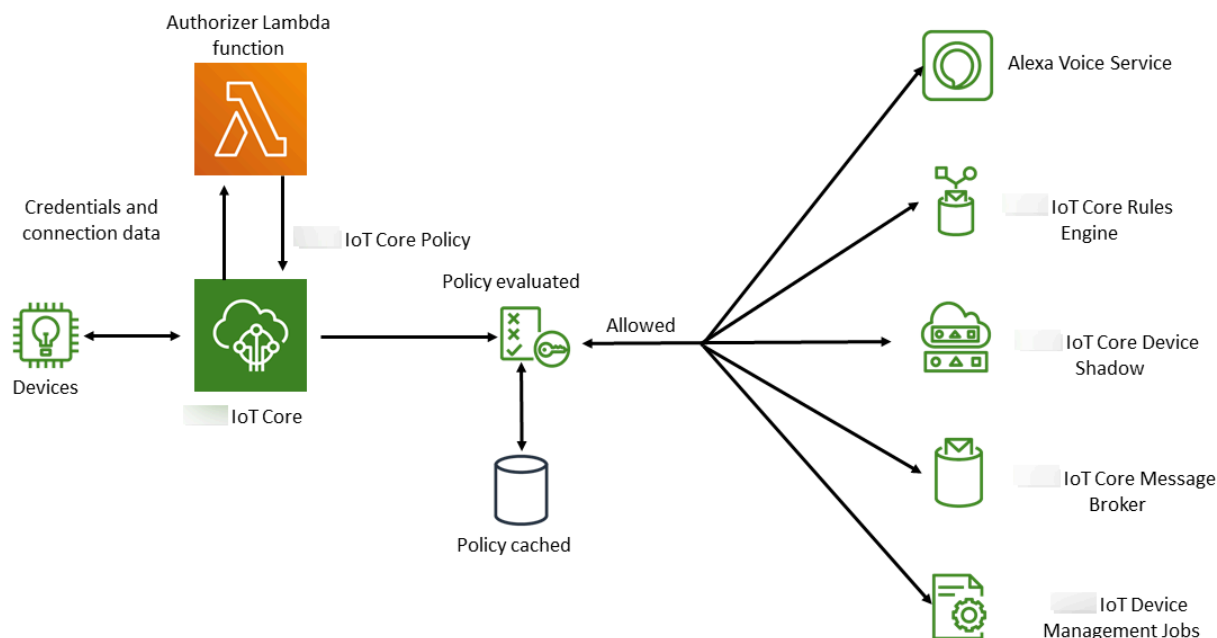 Authorizer Lambda
function
Credentials and
connection data
IoT Core Policy
Devices
IoT Core
Policy evaluated
Policy cached
Allowed
Alexa Voice Service
IoT Core Rules
Engine
IoT Core Device
Shadow
IoT Core Message
Broker
IoT Device
Management Jobs